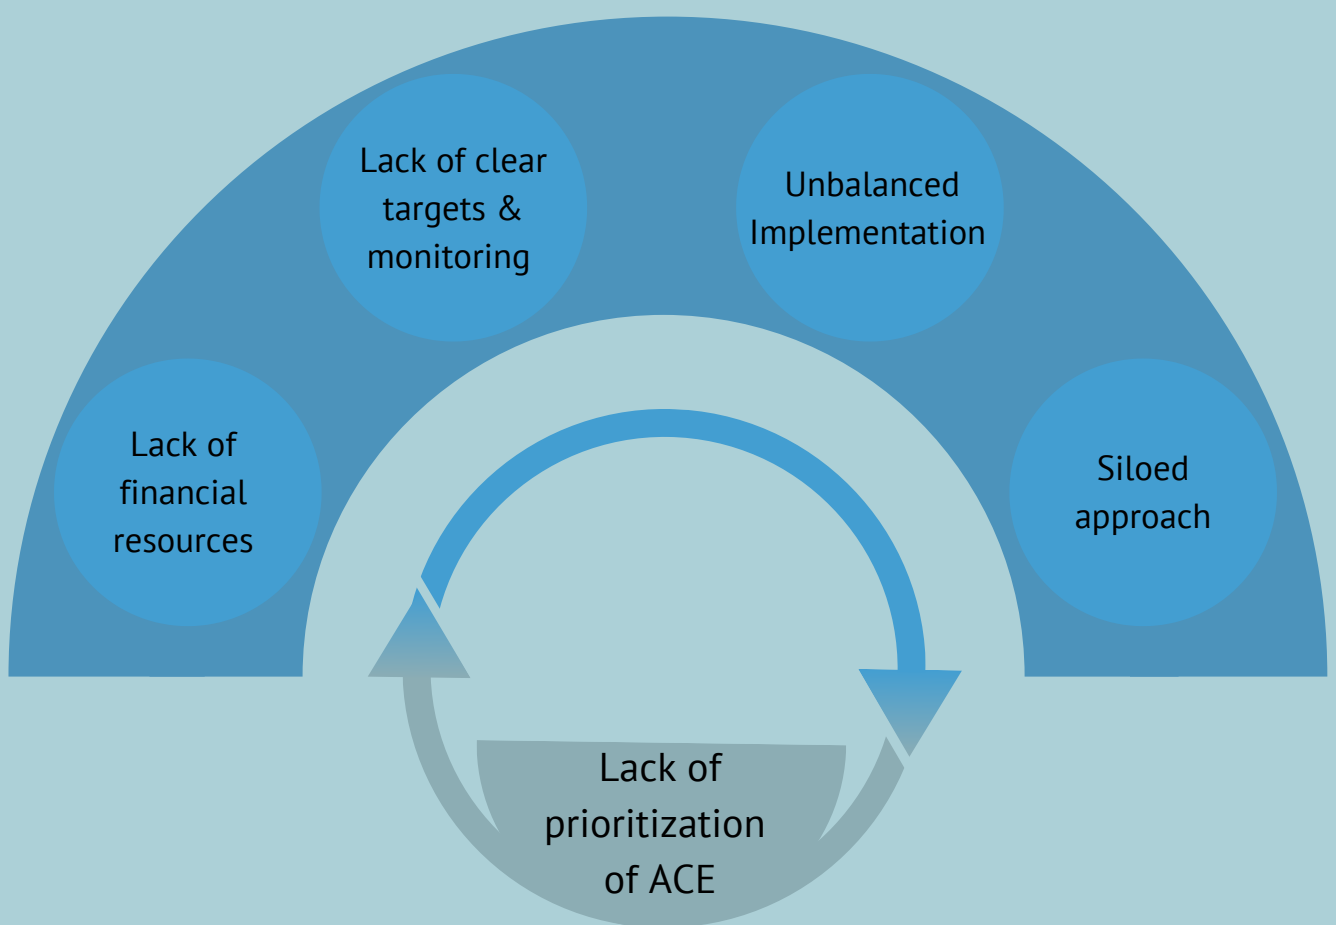 Lack of clear
targets &
monitoring
Unbalanced
Implementation
Lack of
financial
resources
Siloed
approach
Lack of
prioritization
of ACE